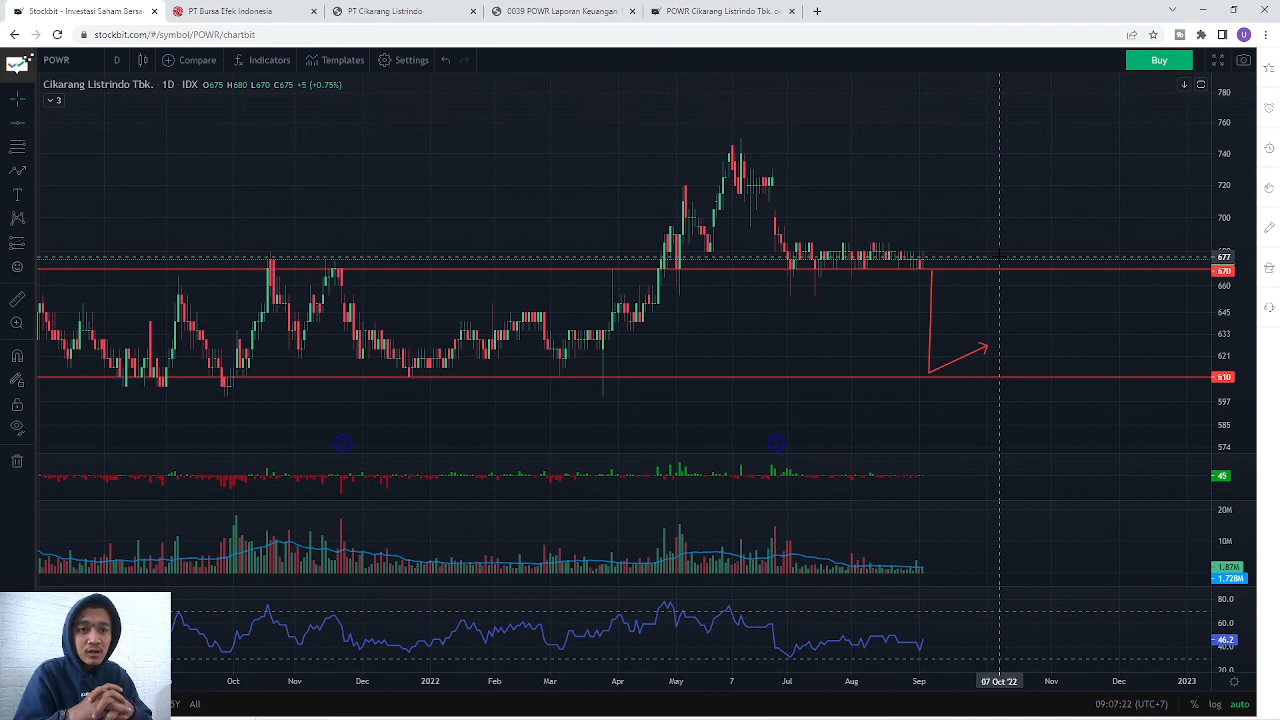 Stockbit - Investasi Saham Bersar
PT Bursa Efek Indonesia
PT Cikarang Listrindo
0039 POWR Laporan Keuangan
POWR Cikarang Listrindo Tbk. on
stockbit.com/#/symbol/POWR/chartbit
U
POWR
D
Compare
Indicators
Templates
Settings
Buy
Cikarang Listrindo Tbk. · 1D · IDX O675 H680 L670 C675 +5 (+0.75%)
3
780
760
740
720
700
677
670
660
645
633
621
610
597
585
574
45
20M
10M
1.87M
1.728M
80.0
60.0
46.2
40.0
20.0
Oct
Nov
Dec
2022
Feb
Mar
Apr
May
7
Jul
Aug
Sep
07 Oct '22
Nov
Dec
2023
5Y
All
09:07:22 (UTC+7)
%
log
auto